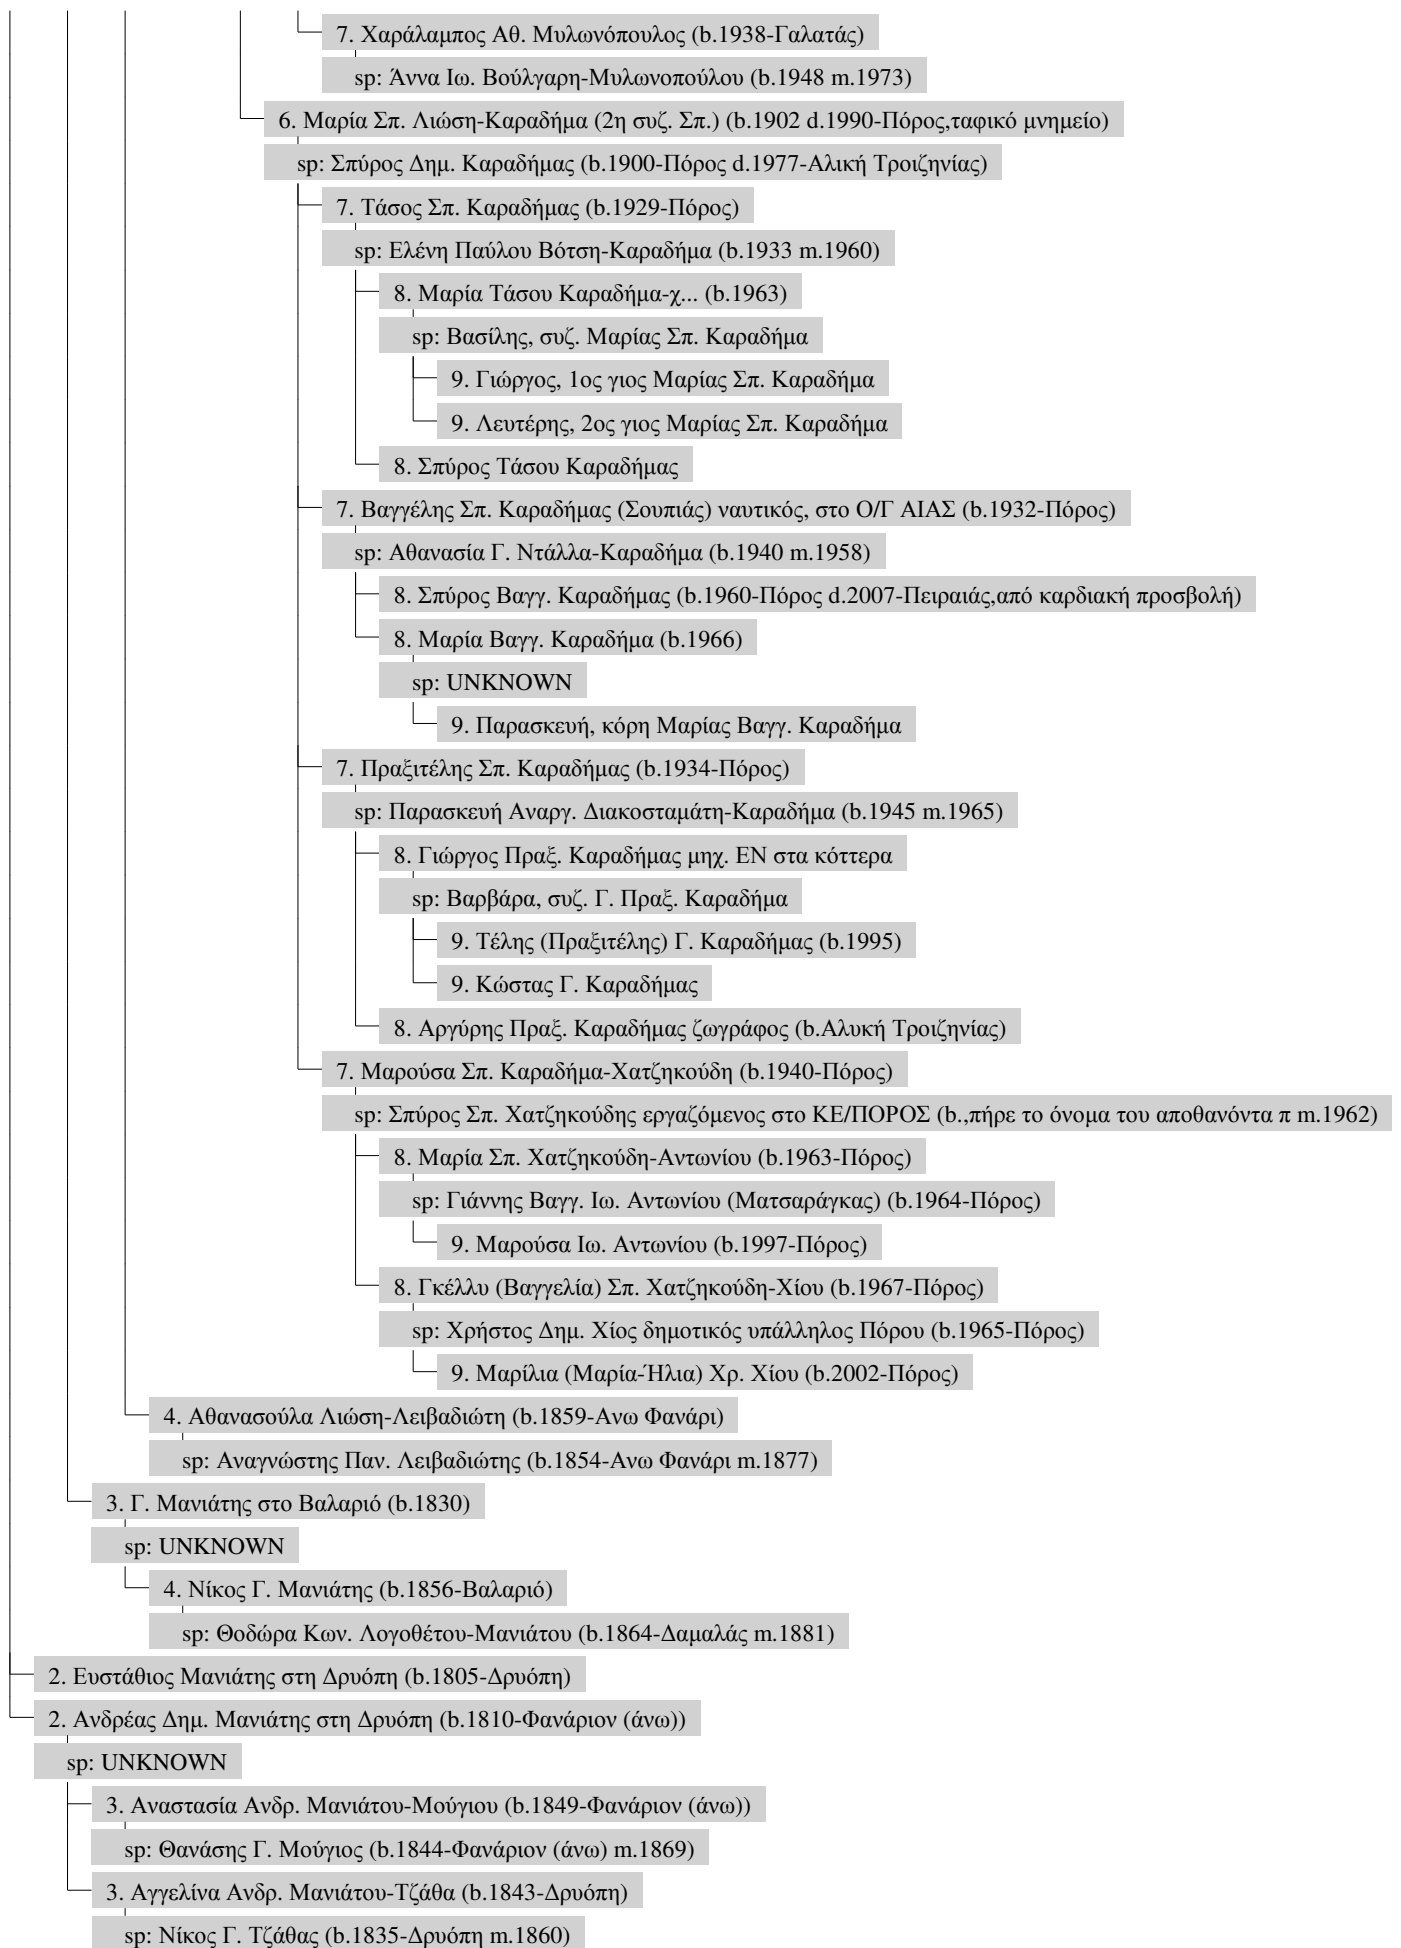 7. Χαράλαμπος Αθ. Μυλωνόπουλος (b.1938-Γαλατάς)
sp: Άννα Ιω. Βούλγαρη-Μυλωνοπούλου (b.1948 m.1973)
6. Μαρία Σπ. Λιώση-Καραδήμα (2η συζ. Σπ.) (b.1902 d.1990-Πόρος,ταφικό μνημείο)
sp: Σπύρος Δημ. Καραδήμας (b.1900-Πόρος d.1977-Αλική Τροιζηνίας)
7. Τάσος Σπ. Καραδήμας (b.1929-Πόρος)
sp: Ελένη Παύλου Βότση-Καραδήμα (b.1933 m.1960)
8. Μαρία Τάσου Καραδήμα-χ... (b.1963)
sp: Βασίλης, συζ. Μαρίας Σπ. Καραδήμα
9. Γιώργος, 1ος γιος Μαρίας Σπ. Καραδήμα
9. Λευτέρης, 2ος γιος Μαρίας Σπ. Καραδήμα
8. Σπύρος Τάσου Καραδήμας
7. Βαγγέλης Σπ. Καραδήμας (Σουπιάς) ναυτικός, στο Ο/Γ ΑΙΑΣ (b.1932-Πόρος)
sp: Αθανασία Γ. Ντάλλα-Καραδήμα (b.1940 m.1958)
8. Σπύρος Βαγγ. Καραδήμας (b.1960-Πόρος d.2007-Πειραιάς,από καρδιακή προσβολή)
8. Μαρία Βαγγ. Καραδήμα (b.1966)
sp: UNKNOWN
9. Παρασκευή, κόρη Μαρίας Βαγγ. Καραδήμα
7. Πραξιτέλης Σπ. Καραδήμας (b.1934-Πόρος)
sp: Παρασκευή Αναργ. Διακοσταμάτη-Καραδήμα (b.1945 m.1965)
8. Γιώργος Πραξ. Καραδήμας μηχ. ΕΝ στα κόττερα
sp: Βαρβάρα, συζ. Γ. Πραξ. Καραδήμα
9. Τέλης (Πραξιτέλης) Γ. Καραδήμας (b.1995)
9. Κώστας Γ. Καραδήμας
8. Αργύρης Πραξ. Καραδήμας ζωγράφος (b.Αλυκή Τροιζηνίας)
7. Μαρούσα Σπ. Καραδήμα-Χατζηκούδη (b.1940-Πόρος)
sp: Σπύρος Σπ. Χατζηκούδης εργαζόμενος στο ΚΕ/ΠΟΡΟΣ (b.,πήρε το όνομα του αποθανόντα π m.1962)
8. Μαρία Σπ. Χατζηκούδη-Αντωνίου (b.1963-Πόρος)
sp: Γιάννης Βαγγ. Ιω. Αντωνίου (Ματσαράγκας) (b.1964-Πόρος)
9. Μαρούσα Ιω. Αντωνίου (b.1997-Πόρος)
8. Γκέλλυ (Βαγγελία) Σπ. Χατζηκούδη-Χίου (b.1967-Πόρος)
sp: Χρήστος Δημ. Χίος δημοτικός υπάλληλος Πόρου (b.1965-Πόρος)
9. Μαρίλια (Μαρία-Ήλια) Χρ. Χίου (b.2002-Πόρος)
4. Αθανασούλα Λιώση-Λειβαδιώτη (b.1859-Ανω Φανάρι)
sp: Αναγνώστης Παν. Λειβαδιώτης (b.1854-Ανω Φανάρι m.1877)
3. Γ. Μανιάτης στο Βαλαριό (b.1830)
sp: UNKNOWN
4. Νίκος Γ. Μανιάτης (b.1856-Βαλαριό)
sp: Θοδώρα Κων. Λογοθέτου-Μανιάτου (b.1864-Δαμαλάς m.1881)
2. Ευστάθιος Μανιάτης στη Δρυόπη (b.1805-Δρυόπη)
2. Ανδρέας Δημ. Μανιάτης στη Δρυόπη (b.1810-Φανάριον (άνω))
sp: UNKNOWN
3. Αναστασία Ανδρ. Μανιάτου-Μούγιου (b.1849-Φανάριον (άνω))
sp: Θανάσης Γ. Μούγιος (b.1844-Φανάριον (άνω) m.1869)
3. Αγγελίνα Ανδρ. Μανιάτου-Τζάθα (b.1843-Δρυόπη)
sp: Νίκος Γ. Τζάθας (b.1835-Δρυόπη m.1860)